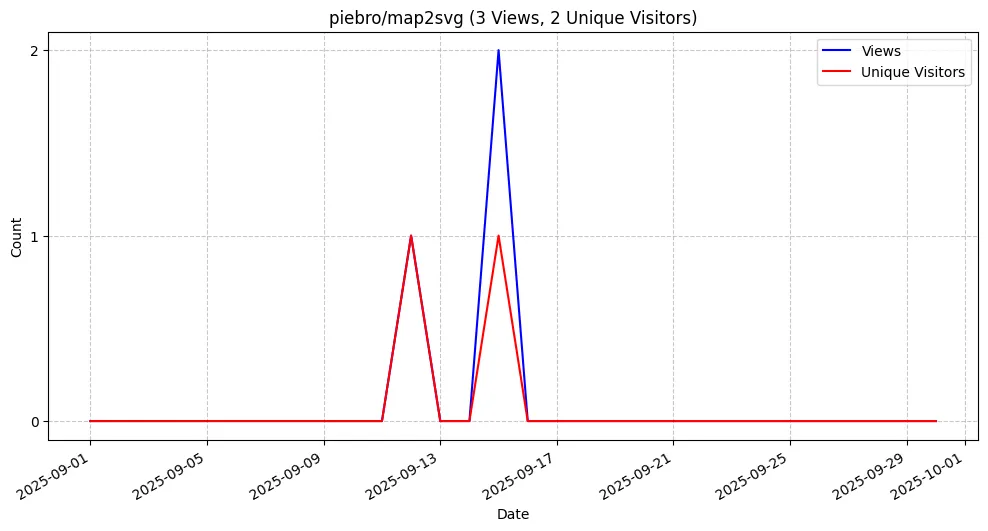 piebro/map2svg (3 Views, 2 Unique Visitors)
Views
Unique Visitors
Count
2
1
0
2025-09-01
2025-09-05
2025-09-09
2025-09-13
2025-09-17
2025-09-21
2025-09-25
2025-09-29
2025-10-01
Date